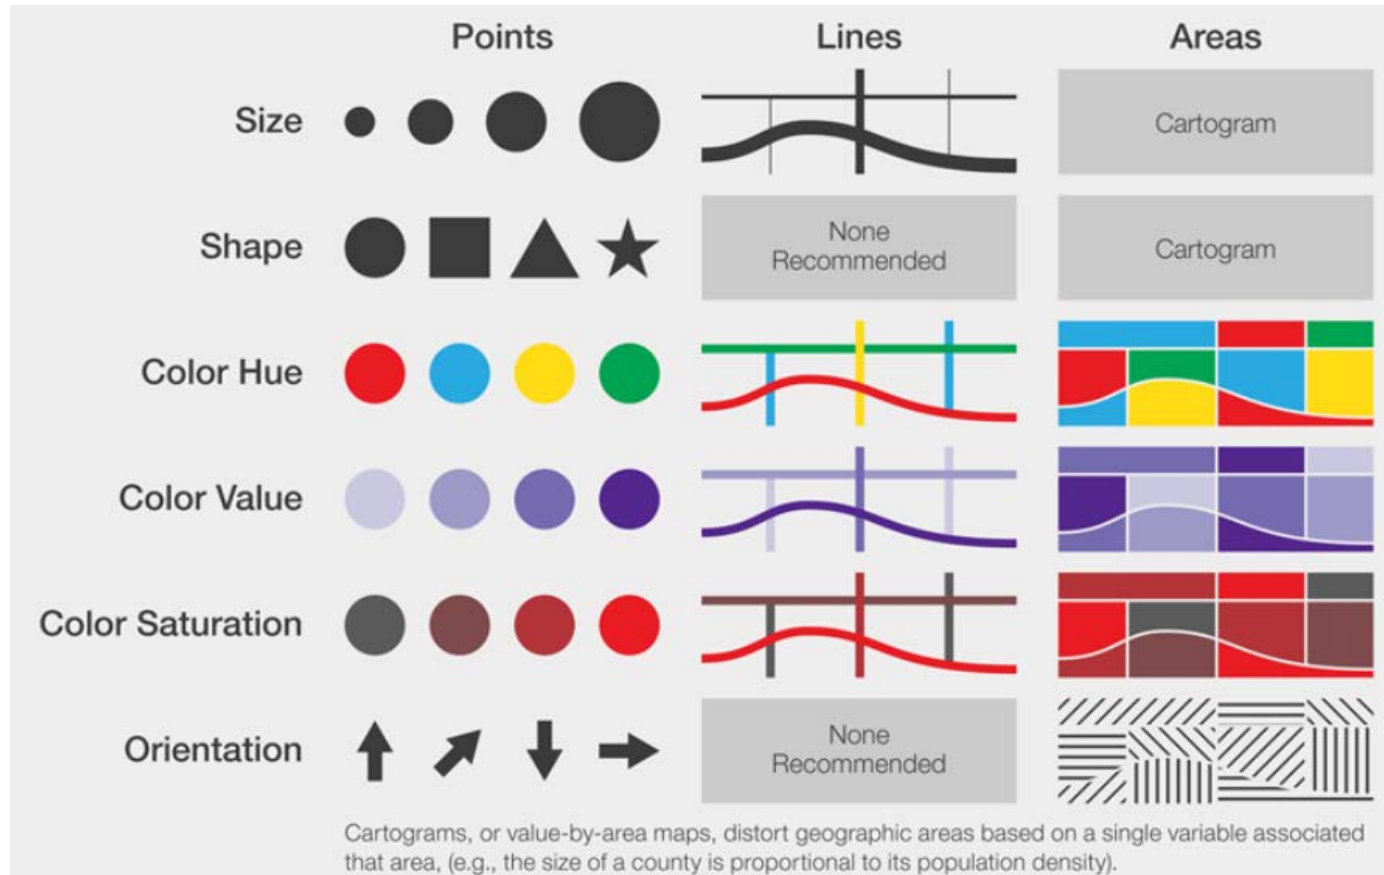 Points Lines Areas
Size
Cartogram
Shape
None
Recommended
Cartogram
Color Hue
Color Value
Color Saturation
Orientation
None
Recommended
Cartograms, or value-by-area maps, distort geographic areas based on a single variable associated
that area, (e.g., the size of a county is proportional to its population density).